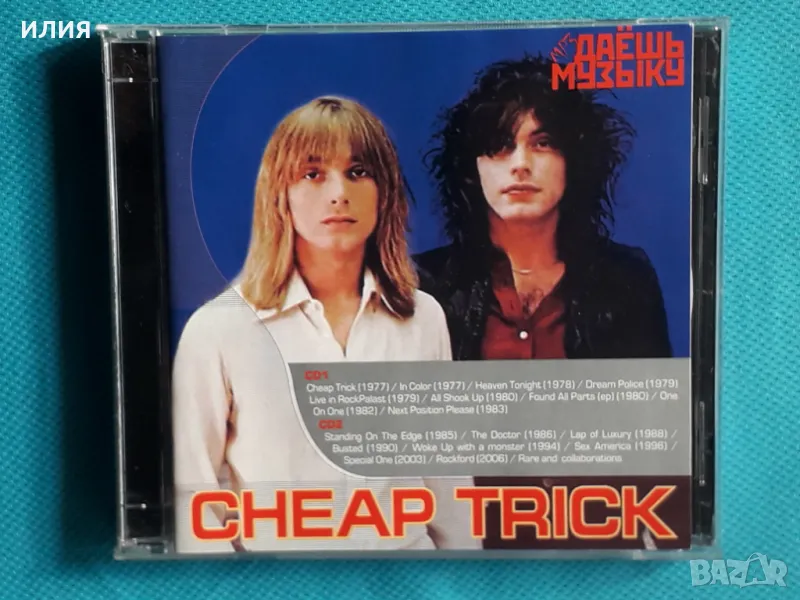 илия
MP3
ДАЁШЬ
МУЗЫКУ
CD1
Cheap Trick (1977) / In Color (1977) / Heaven Tonight (1978) / Dream Police (1979)
Live in RockPalast (1979) / All Shook Up (1980) / Found All Parts (ep) (1980) / One
On One (1982) / Next Position Please (1983)
CD2
Standing On The Edge (1985) / The Doctor (1986) / Lap of Luxury (1988) /
Busted (1990) / Woke Up with a monster (1994) / Sex America (1996) /
Special One (2003) / Rockford (2006) / Rare and collaborations
CHEAP TRICK
BAZAR